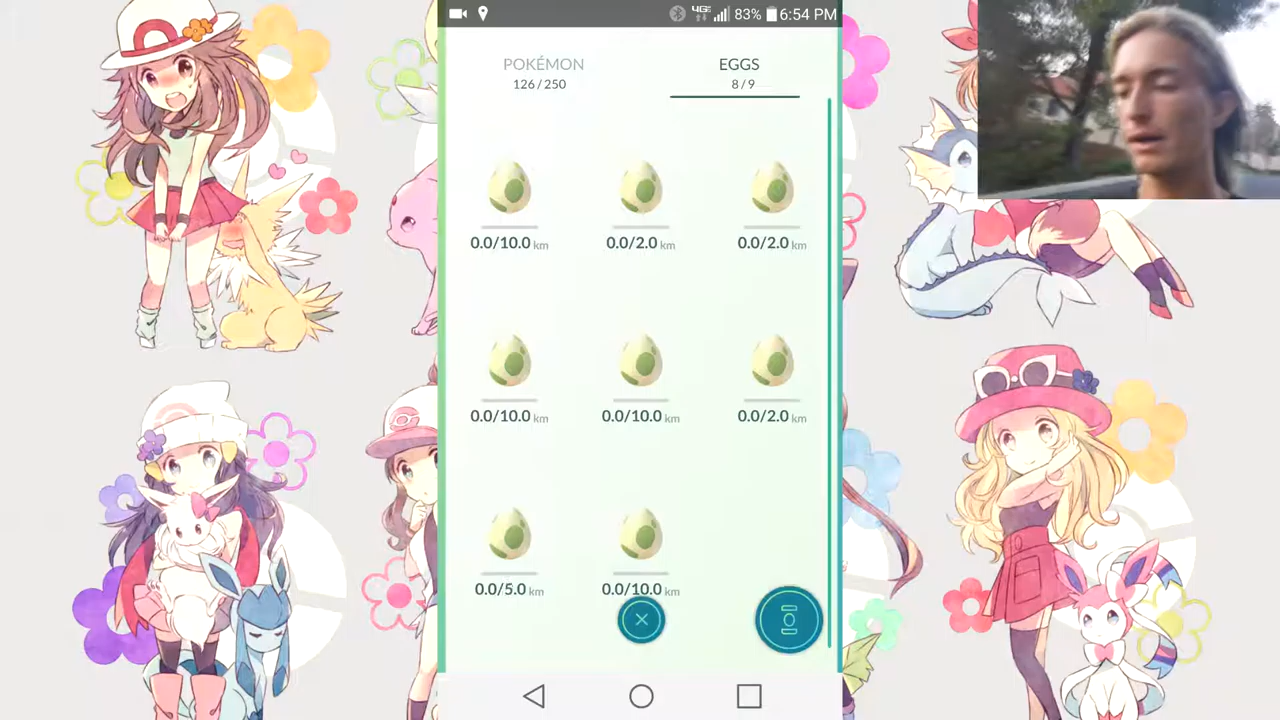 4G 83% 6:54 PM
POKÉMON EGGS
126 / 250 8 / 9
0.0/10.0 km 0.0/2.0 km 0.0/2.0 km
0.0/10.0 km 0.0/10.0 km 0.0/2.0 km
0.0/5.0 km 0.0/10.0 km